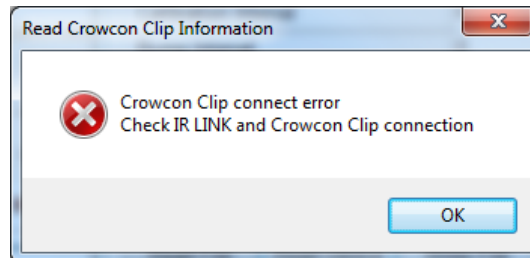 Read Crowcon Clip Information
Crowcon Clip connect error
Check IR LINK and Crowcon Clip connection
OK